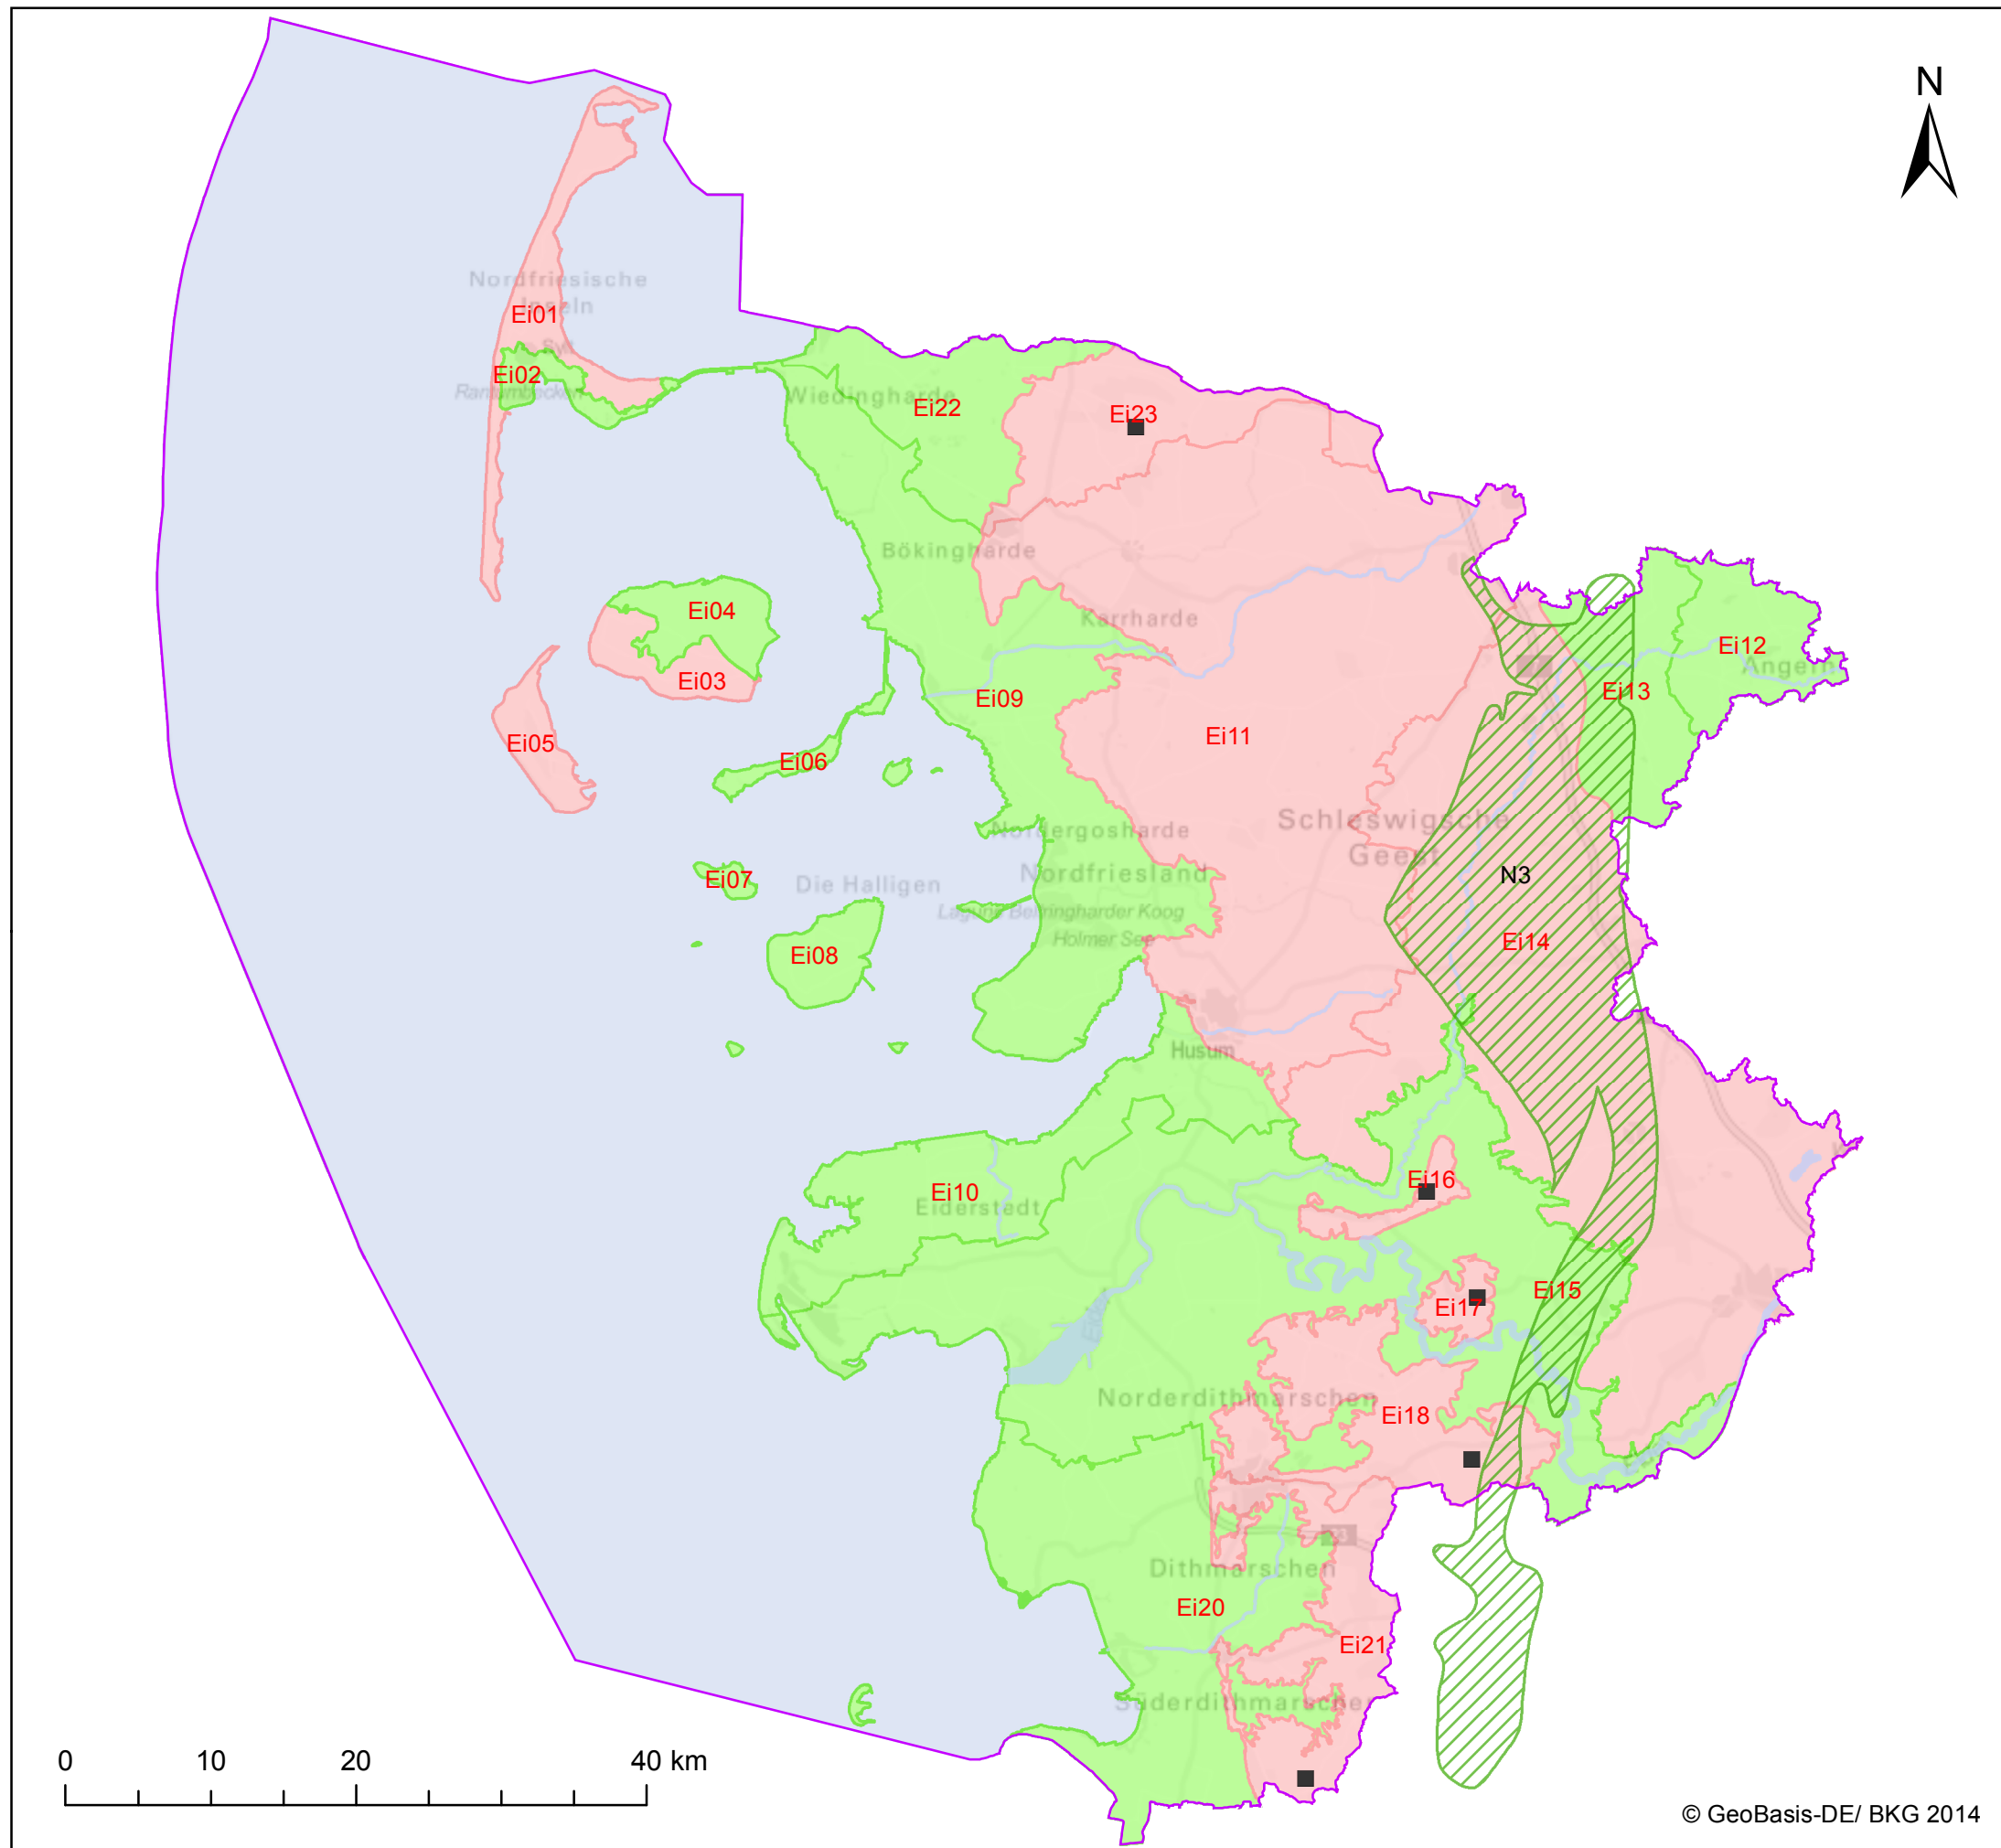 N
Nordfriesische
Inseln
Ei01
Sylt
Ei02
Rantumbecken
Wiedingharde
Ei22
Ei23
Bökingharde
Ei04
Karrharde
Ei12
Angeln
Ei03
Ei13
Ei09
Ei05
Ei11
Ei06
Schleswigsche
Geest
Nordergosharde
Nordfriesland
N3
Ei07
Die Halligen
Lagune Beltringharder Koog
Holmer See
Ei14
Ei08
Husum
Ei16
Ei10
Eiderstedt
Ei15
Ei17
Eider
Norderdithmarschen
Ei18
Dithmarschen
Ei20
Ei21
Süderdithmarschen
0 10 20 40 km
© GeoBasis-DE/ BKG 2014